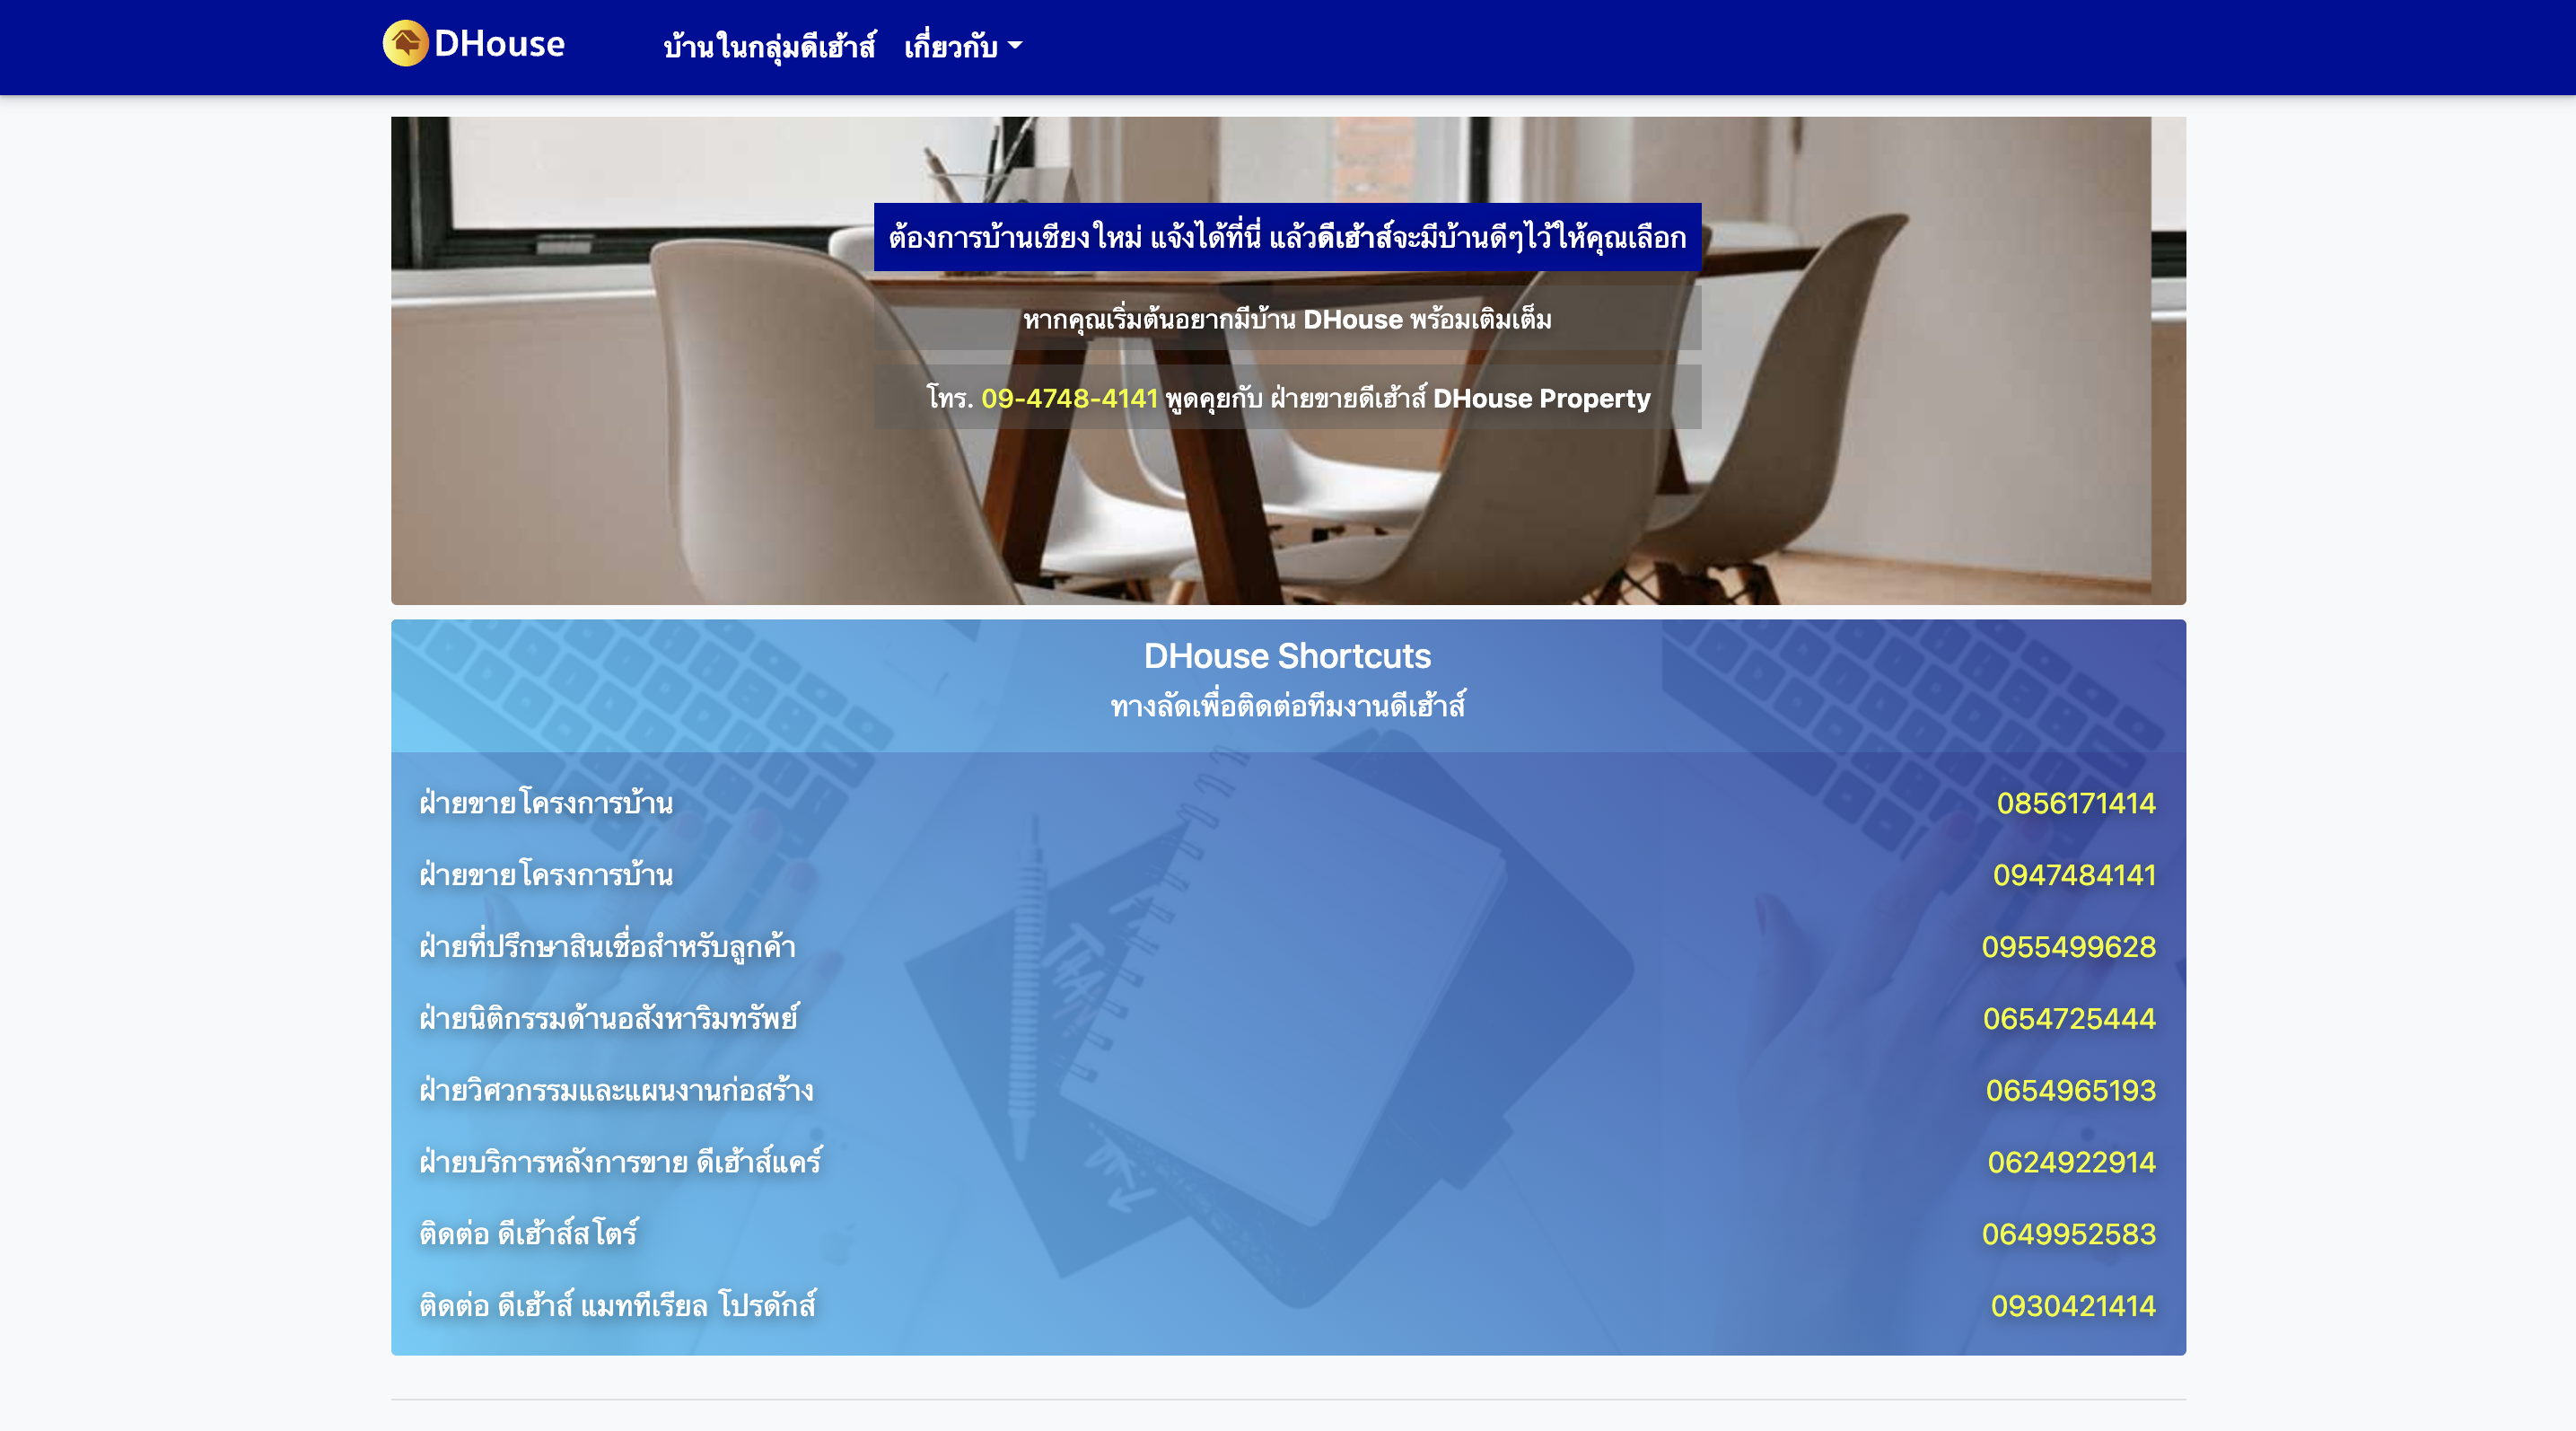 DHouse
บ้านในกลุ่มดีเฮ้าส์ เกี่ยวกับ
ต้องการบ้านเชียงใหม่ แจ้งได้ที่นี่ แล้วดีเฮ้าส์จะมีบ้านดีๆไว้ให้คุณเลือก
หากคุณเริ่มต้นอยากมีบ้าน DHouse พร้อมเติมเต็ม
โทร. 09-4748-4141 พูดคุยกับ ฝ่ายขายดีเฮ้าส์ DHouse Property
DHouse Shortcuts
ทางลัดเพื่อติดต่อทีมงานดีเฮ้าส์
ฝ่ายขายโครงการบ้าน 0856171414
ฝ่ายขายโครงการบ้าน 0947484141
ฝ่ายที่ปรึกษาสินเชื่อสำหรับลูกค้า 0955499628
ฝ่ายนิติกรรมด้านอสังหาริมทรัพย์ 0654725444
ฝ่ายวิศวกรรมและแผนงานก่อสร้าง 0654965193
ฝ่ายบริการหลังการขาย ดีเฮ้าส์แคร์ 0624922914
ติดต่อ ดีเฮ้าส์สโตร์ 0649952583
ติดต่อ ดีเฮ้าส์ แมททีเรียล โปรดักส์ 0930421414